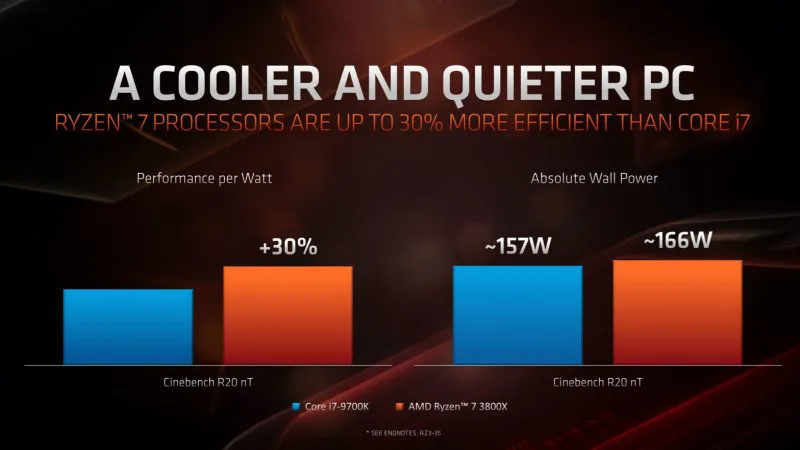 A COOLER AND QUIETER PC
RYZEN™ 7 PROCESSORS ARE UP TO 30% MORE EFFICIENT THAN CORE i7
Performance per Watt
+30%
Cinebench R20 nT
Absolute Wall Power
~157W
~166W
Cinebench R20 nT
Core i7-9700K
AMD Ryzen™ 7 3800X
* SEE ENDNOTES: RZ3-35